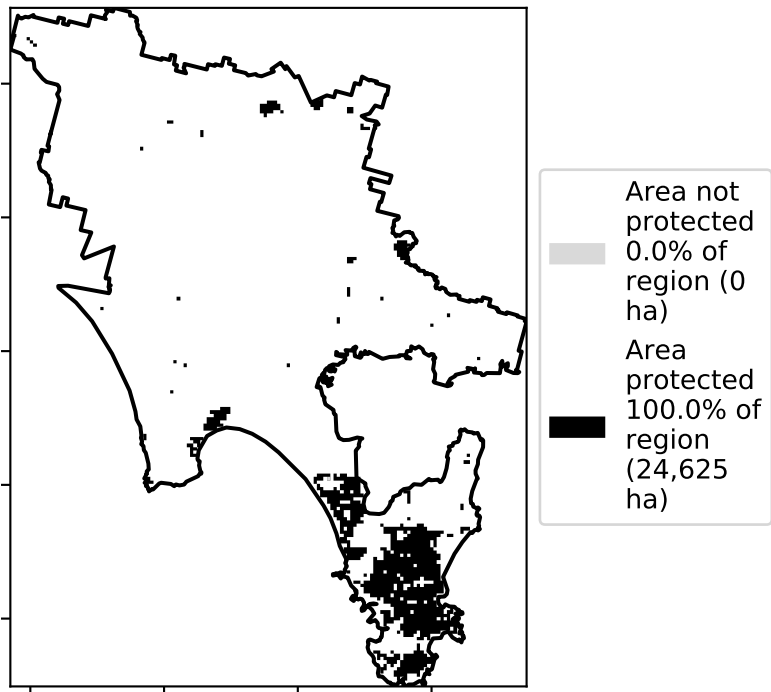 Area not
protected
0.0% of
region (0
ha)
Area
protected
100.0% of
region
(24,625
ha)